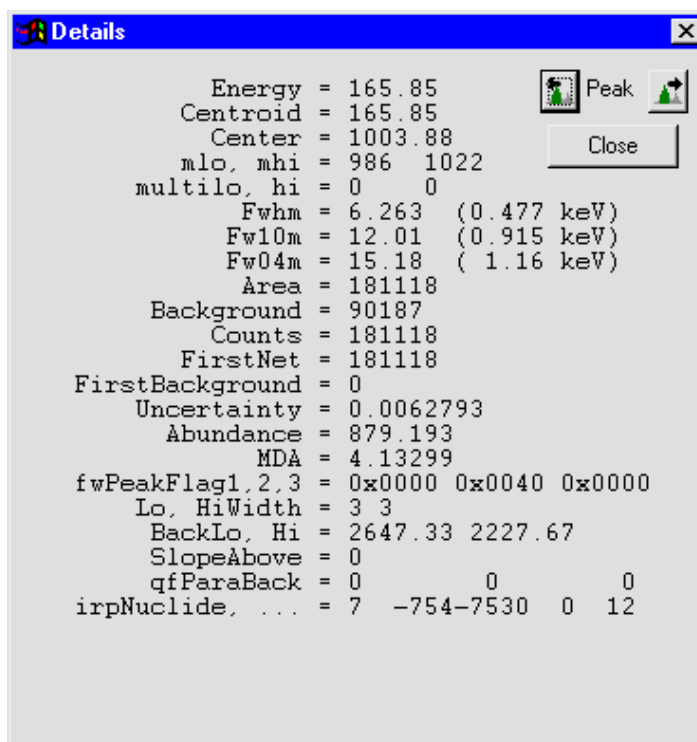 Details
Energy = 165.85
Peak
Centroid = 165.85
Center = 1003.88
Close
mlo, mhi = 986 1022
multilo, hi = 0 0
Fwhm = 6.263 (0.477 keV)
Fw10m = 12.01 (0.915 keV)
Fw04m = 15.18 ( 1.16 keV)
Area = 181118
Background = 90187
Counts = 181118
FirstNet = 181118
FirstBackground = 0
Uncertainty = 0.0062793
Abundance = 879.193
MDA = 4.13299
fwPeakFlag1,2,3 = 0x0000 0x0040 0x0000
Lo, HiWidth = 3 3
BackLo, Hi = 2647.33 2227.67
SlopeAbove = 0
qfParaBack = 0 0 0
irpNuclide, ... = 7 -754-7530 0 12